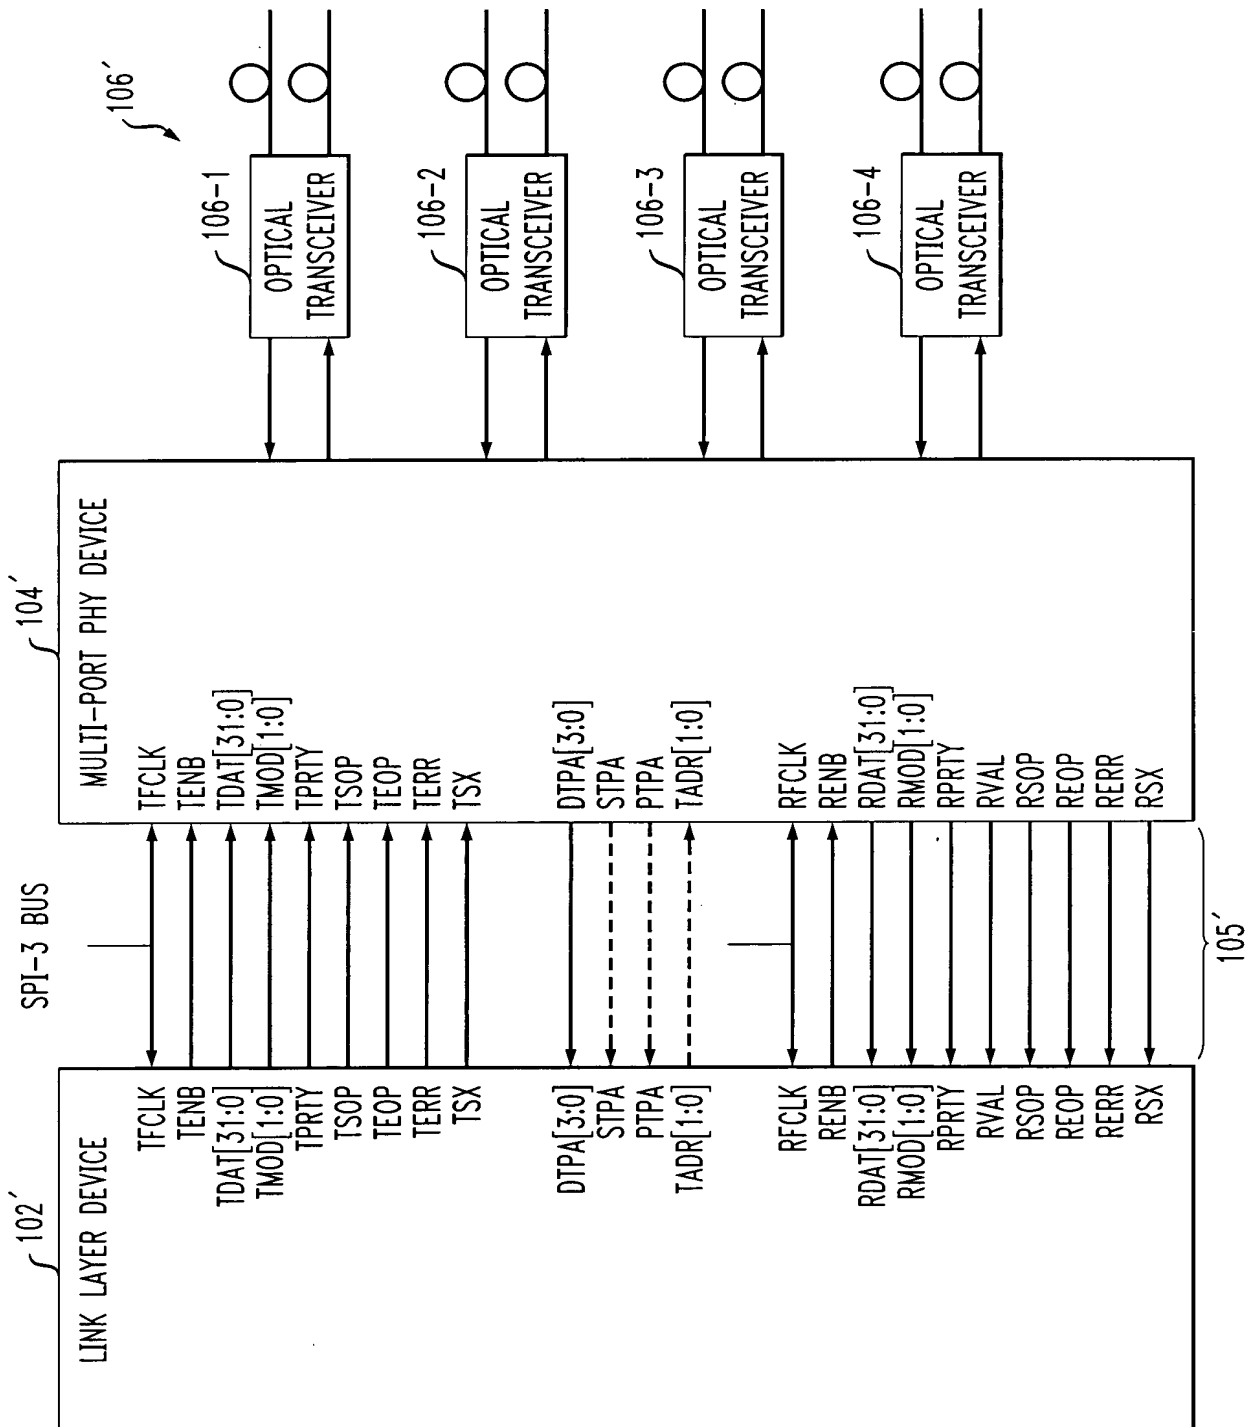 102′
LINK LAYER DEVICE
TFCLK
TENB
TDAT[31:0]
TMOD[1:0]
TPRTY
TSOP
TEOP
TERR
TSX
DTPA[3:0]
STPA
PTPA
TADR[1:0]
RFCLK
RENB
RDAT[31:0]
RMOD[1:0]
RPRTY
RVAL
RSOP
REOP
RERR
RSX
SPI-3 BUS
105′
104′
MULTI-PORT PHY DEVICE
TFCLK
TENB
TDAT[31:0]
TMOD[1:0]
TPRTY
TSOP
TEOP
TERR
TSX
DTPA[3:0]
STPA
PTPA
TADR[1:0]
RFCLK
RENB
RDAT[31:0]
RMOD[1:0]
RPRTY
RVAL
RSOP
REOP
RERR
RSX
106′
106-1
OPTICAL
TRANSCEIVER
106-2
OPTICAL
TRANSCEIVER
106-3
OPTICAL
TRANSCEIVER
106-4
OPTICAL
TRANSCEIVER